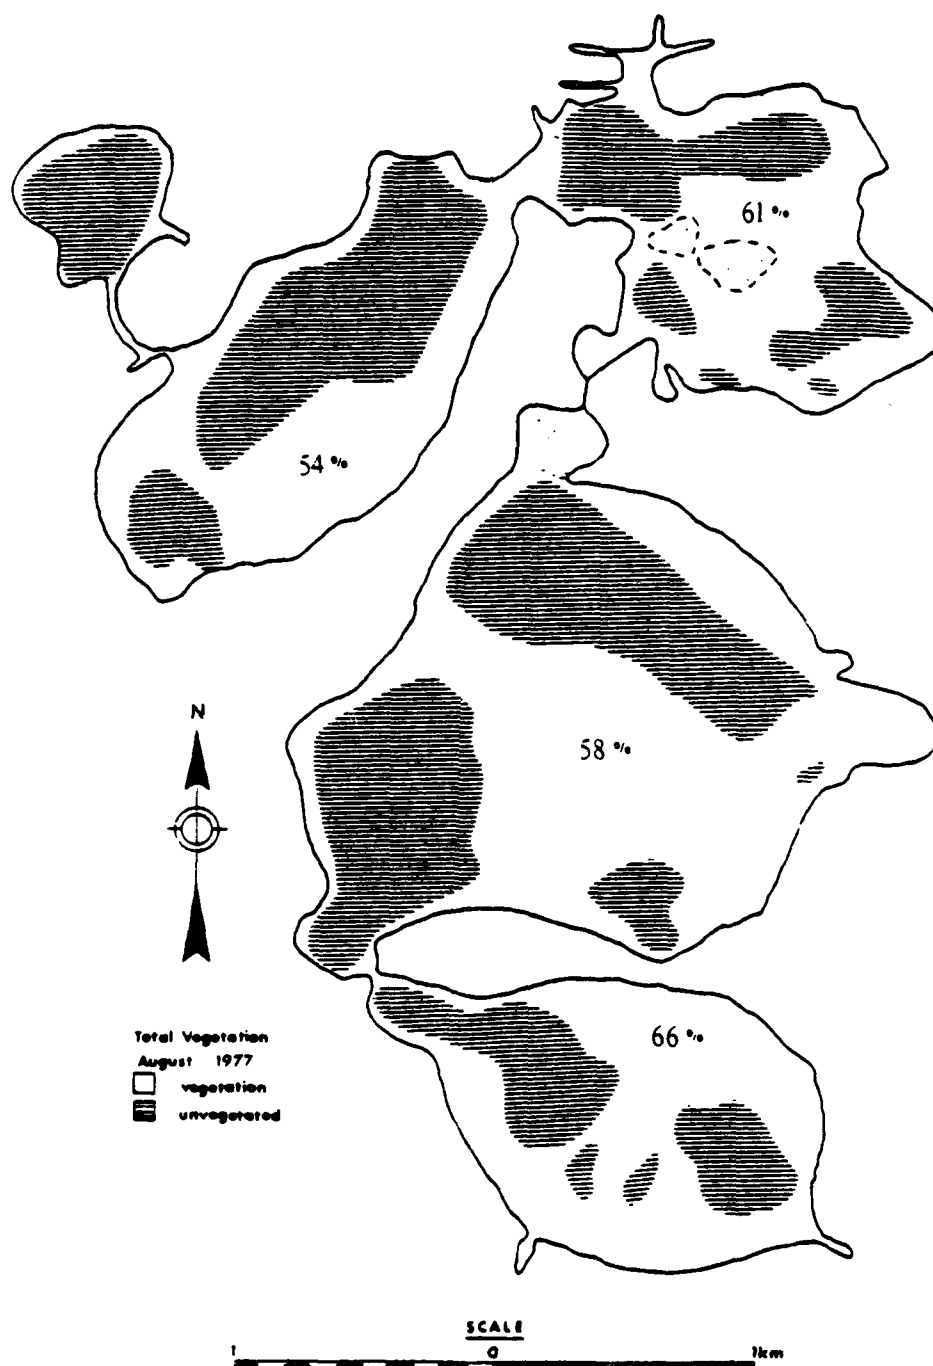 61 %
54 %
58 %
N
66 %
Total Vegetation
August 1977
vegetation
unvegetated
SCALE
1 0 1km